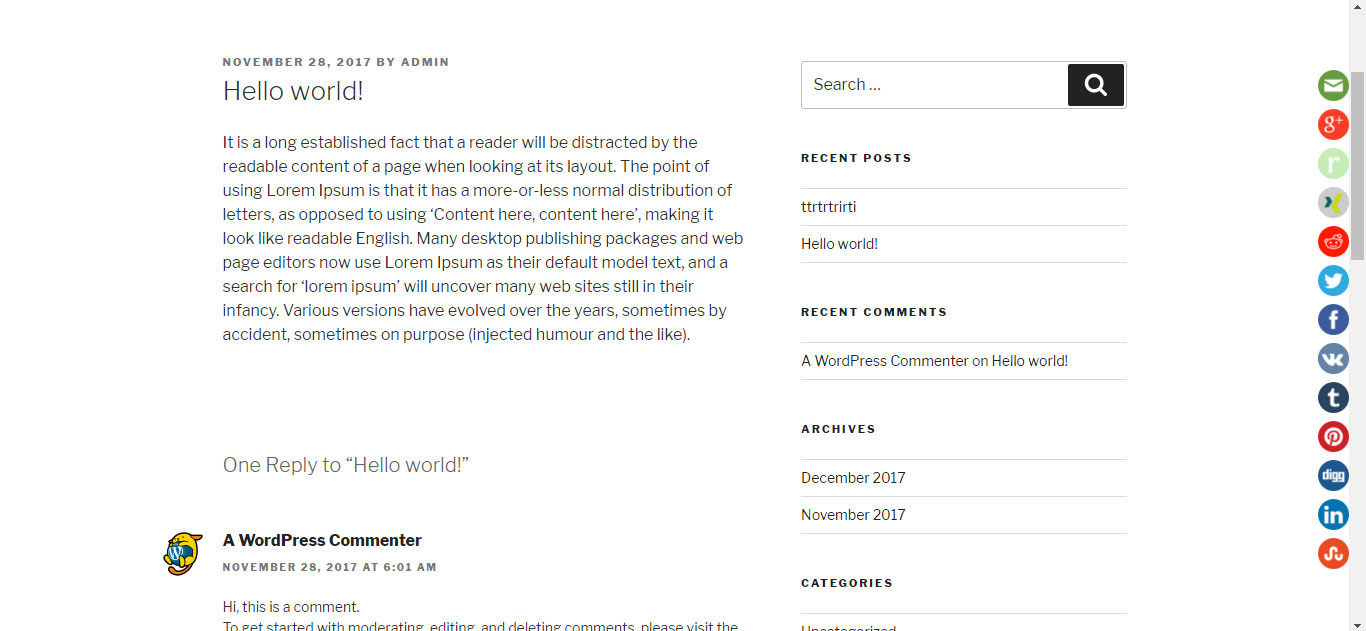 NOVEMBER 28, 2017 BY ADMIN
Hello world!
It is a long established fact that a reader will be distracted by the
readable content of a page when looking at its layout. The point of
using Lorem Ipsum is that it has a more-or-less normal distribution of
letters, as opposed to using ‘Content here, content here’, making it
look like readable English. Many desktop publishing packages and web
page editors now use Lorem Ipsum as their default model text, and a
search for ‘lorem ipsum’ will uncover many web sites still in their
infancy. Various versions have evolved over the years, sometimes by
accident, sometimes on purpose (injected humour and the like).
One Reply to “Hello world!”
A WordPress Commenter
NOVEMBER 28, 2017 AT 6:01 AM
Hi, this is a comment.
To get started with moderating, editing, and deleting comments, please visit the
Search …
RECENT POSTS
ttrtrtrirti
Hello world!
RECENT COMMENTS
A WordPress Commenter on Hello world!
ARCHIVES
December 2017
November 2017
CATEGORIES
Uncategorized
g+
r
f
t
digg
in